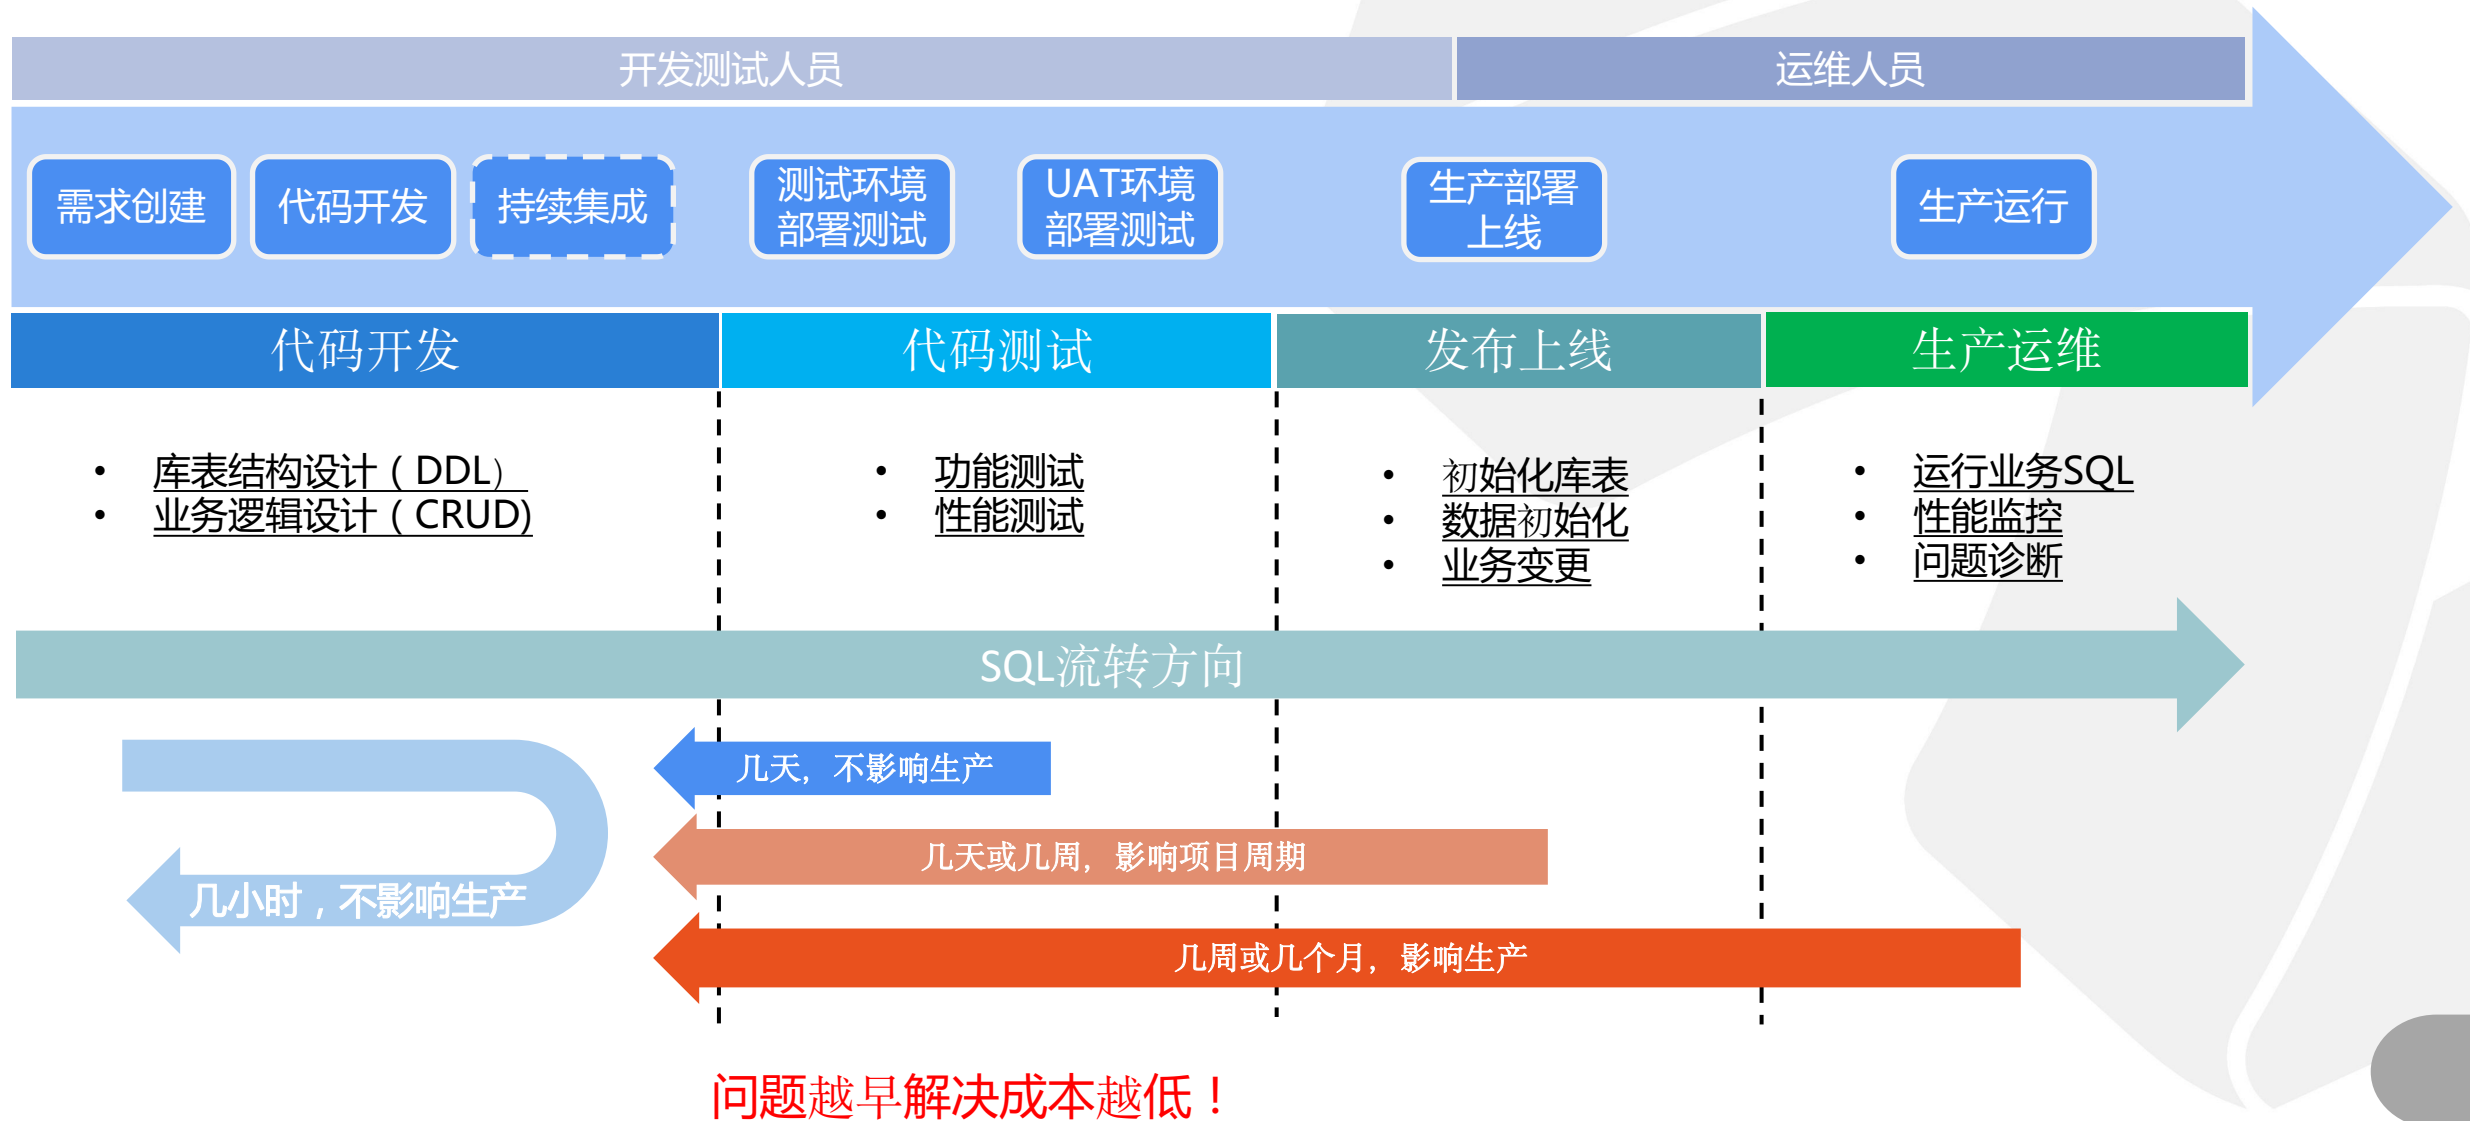 开发测试人员
运维人员
需求创建
代码开发
持续集成
测试环境
部署测试
UAT环境
部署测试
生产部署
上线
生产运行
代码开发
代码测试
发布上线
生产运维
• 库表结构设计（DDL）
• 业务逻辑设计（CRUD)
• 功能测试
• 性能测试
• 初始化库表
• 数据初始化
• 业务变更
• 运行业务SQL
• 性能监控
• 问题诊断
SQL流转方向
几天，不影响生产
几天或几周，影响项目周期
几小时，不影响生产
几周或几个月，影响生产
问题越早解决成本越低！